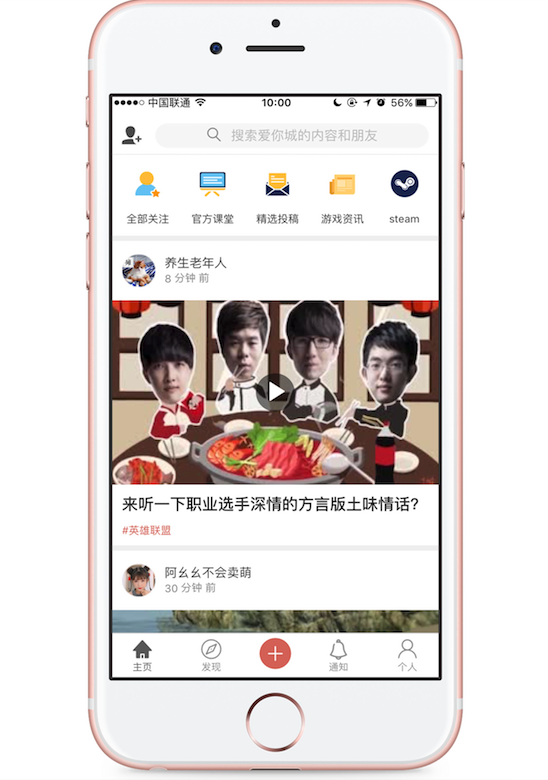 中国联通
10:00
56%
搜索爱你城的内容和朋友
全部关注
官方课堂
精选投稿
游戏资讯
steam
养生老年人
8 分钟 前
来听一下职业选手深情的方言版土味情话?
#英雄联盟
阿幺幺不会卖萌
30 分钟 前
主页
发现
通知
个人